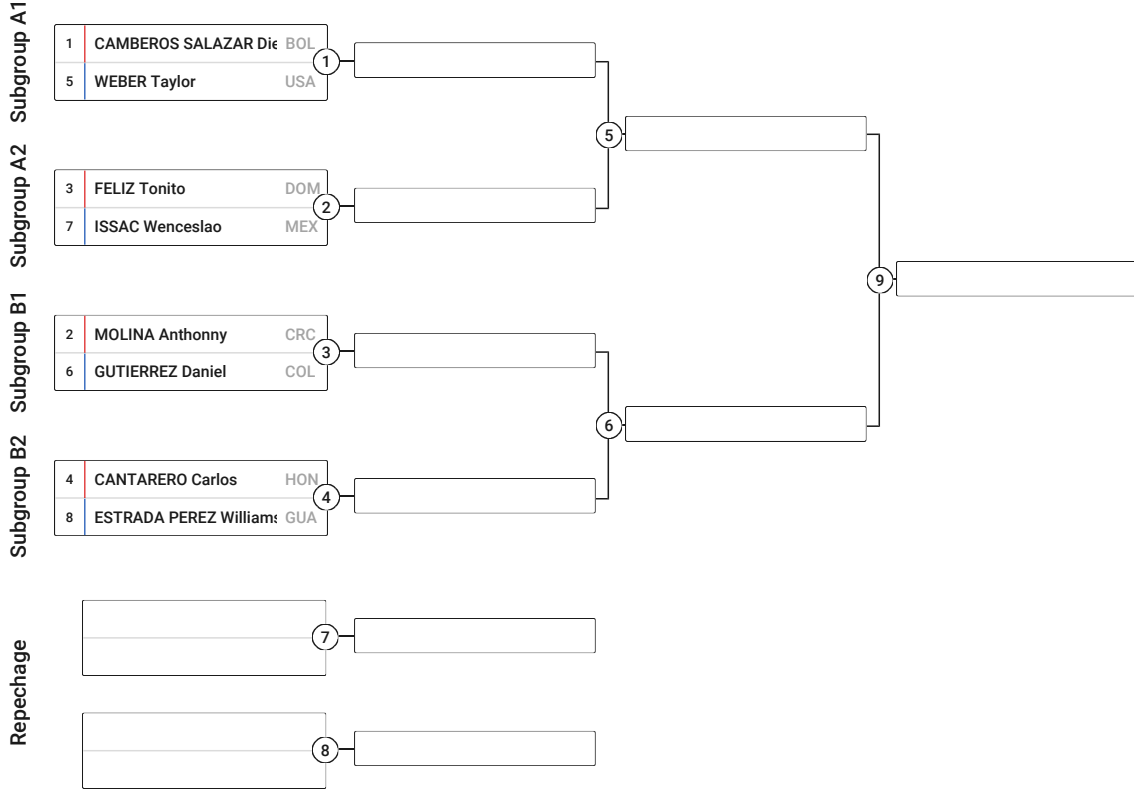 Subgroup A1
1 CAMBEROS SALAZAR Die BOL
5 WEBER Taylor USA
1
Subgroup A2
3 FELIZ Tonito DOM
7 ISSAC Wenceslao MEX
2
5
Subgroup B1
2 MOLINA Anthonny CRC
6 GUTIERREZ Daniel COL
3
Subgroup B2
4 CANTARERO Carlos HON
8 ESTRADA PEREZ Williams GUA
4
6
9
Repechage
7
8